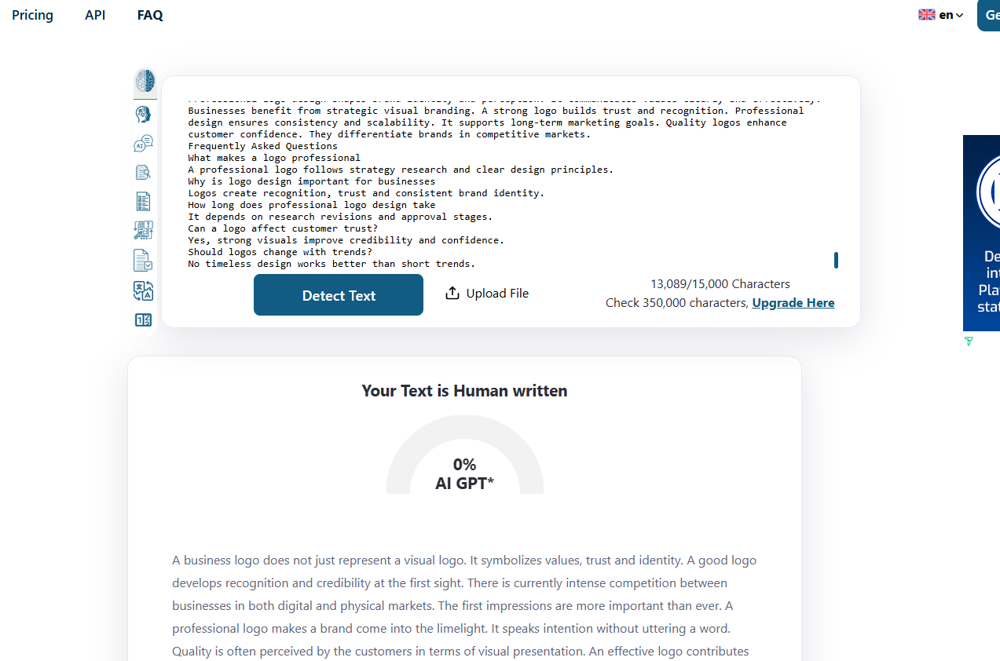 Pricing API FAQ
en
Ge
Businesses benefit from strategic visual branding. A strong logo builds trust and recognition. Professional
design ensures consistency and scalability. It supports long-term marketing goals. Quality logos enhance
customer confidence. They differentiate brands in competitive markets.
Frequently Asked Questions
What makes a logo professional
A professional logo follows strategy research and clear design principles.
Why is logo design important for businesses
Logos create recognition, trust and consistent brand identity.
How long does professional logo design take
It depends on research revisions and approval stages.
Can a logo affect customer trust?
Yes, strong visuals improve credibility and confidence.
Should logos change with trends?
No timeless design works better than short trends.
Detect Text
Upload File
13,089/15,000 Characters
Check 350,000 characters, Upgrade Here
De
int
Pla
stat
Your Text is Human written
0%
AI GPT*
A business logo does not just represent a visual logo. It symbolizes values, trust and identity. A good logo
develops recognition and credibility at the first sight. There is currently intense competition between
businesses in both digital and physical markets. The first impressions are more important than ever. A
professional logo makes a brand come into the limelight. It speaks intention without uttering a word.
Quality is often perceived by the customers in terms of visual presentation. An effective logo contributes